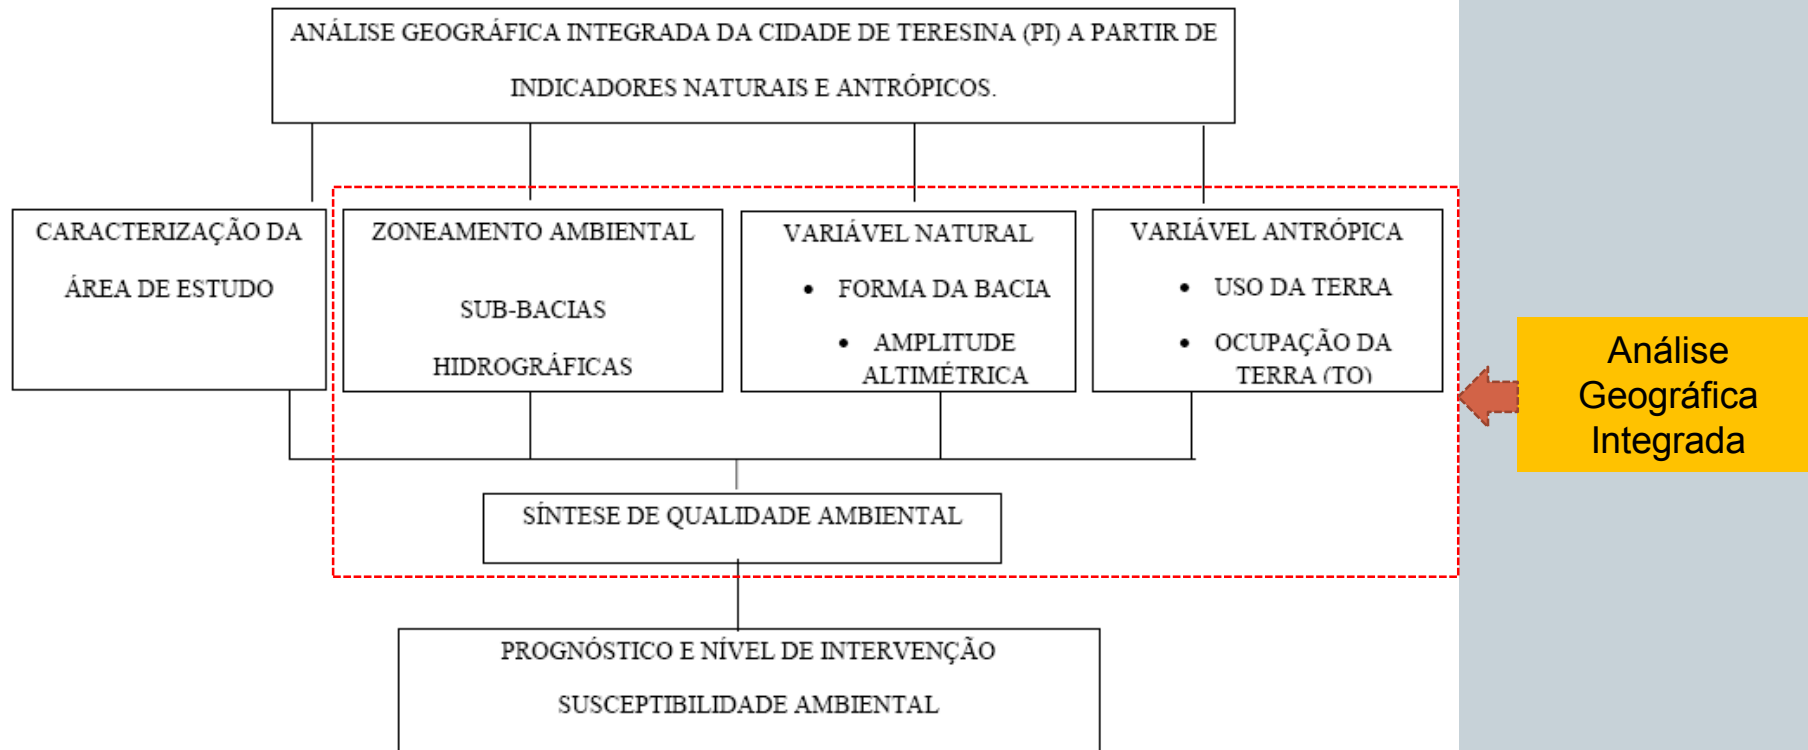 ANÁLISE GEOGRÁFICA INTEGRADA DA CIDADE DE TERESINA (PI) A PARTIR DE
INDICADORES NATURAIS E ANTRÓPICOS.
CARACTERIZAÇÃO DA
ÁREA DE ESTUDO
ZONEAMENTO AMBIENTAL
SUB-BACIAS
HIDROGRÁFICAS
VARIÁVEL NATURAL
• FORMA DA BACIA
• AMPLITUDE
ALTIMÉTRICA
VARIÁVEL ANTRÓPICA
• USO DA TERRA
• OCUPAÇÃO DA
TERRA (TO)
Análise
Geográfica
Integrada
SÍNTESE DE QUALIDADE AMBIENTAL
PROGNÓSTICO E NÍVEL DE INTERVENÇÃO
SUSCEPTIBILIDADE AMBIENTAL